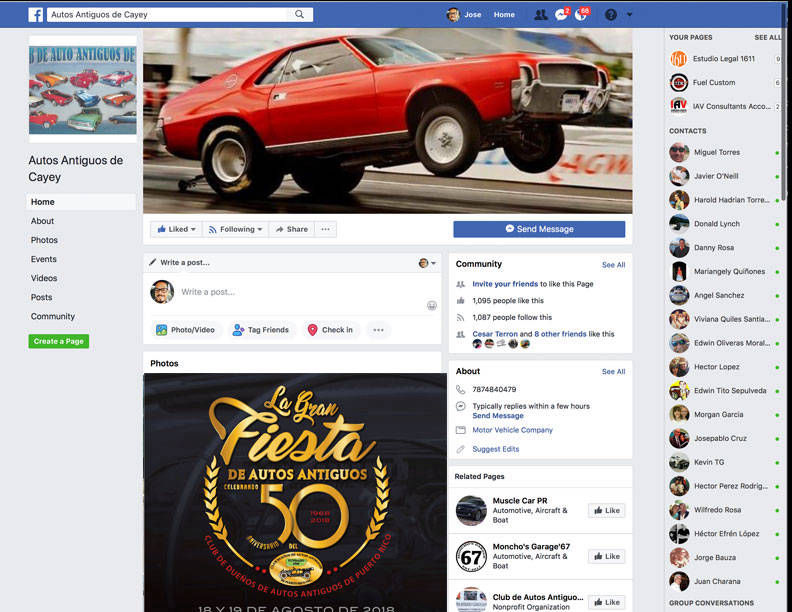 Autos Antiguos de Cayey
Jose
Home
2
66
B DE AUTO ANTIGUOS DE
Autos Antiguos de
Cayey
Home
About
Photos
Events
Videos
Posts
Community
Create a Page
Liked
Following
Share
Send Message
Write a post...
Write a post...
Photo/Video
Tag Friends
Check in
Photos
La Gran
Fiesta
DE AUTOS ANTIGUOS
CELEBRANDO
50
1968
2018
ANIVERSARIO DEL
CLUB DE DUEÑOS DE AUTOS ANTIGUOS DE PUERTO RICO
18 Y 19 DE AGOSTO DE 2018
Community
See All
Invite your friends to like this Page
1,095 people like this
1,087 people follow this
Cesar Terron and 8 other friends like this
About
See All
7874840479
Typically replies within a few hours
Send Message
Motor Vehicle Company
Suggest Edits
Related Pages
Muscle Car PR
Automotive, Aircraft &
Boat
Like
67
Moncho's Garage'67
Automotive, Aircraft &
Boat
Like
Club de Autos Antiguo...
Nonprofit Organization
Like
YOUR PAGES
SEE ALL
Estudio Legal 1611
9
Fuel Custom
6
IAV Consultants Acco...
2
CONTACTS
Miguel Torres
Javier O'Neill
Harold Hadrian Torre...
Donald Lynch
Danny Rosa
Mariangely Quiñones
Angel Sanchez
Viviana Quiles Santia...
Edwin Oliveras Moral...
Hector Lopez
Edwin Tito Sepulveda
Morgan Garcia
Josepablo Cruz
Kevin TG
Hector Perez Rodrig...
Wilfredo Rosa
Héctor Efrén López
Jorge Bauza
Juan Charana
GROUP CONVERSATIONS